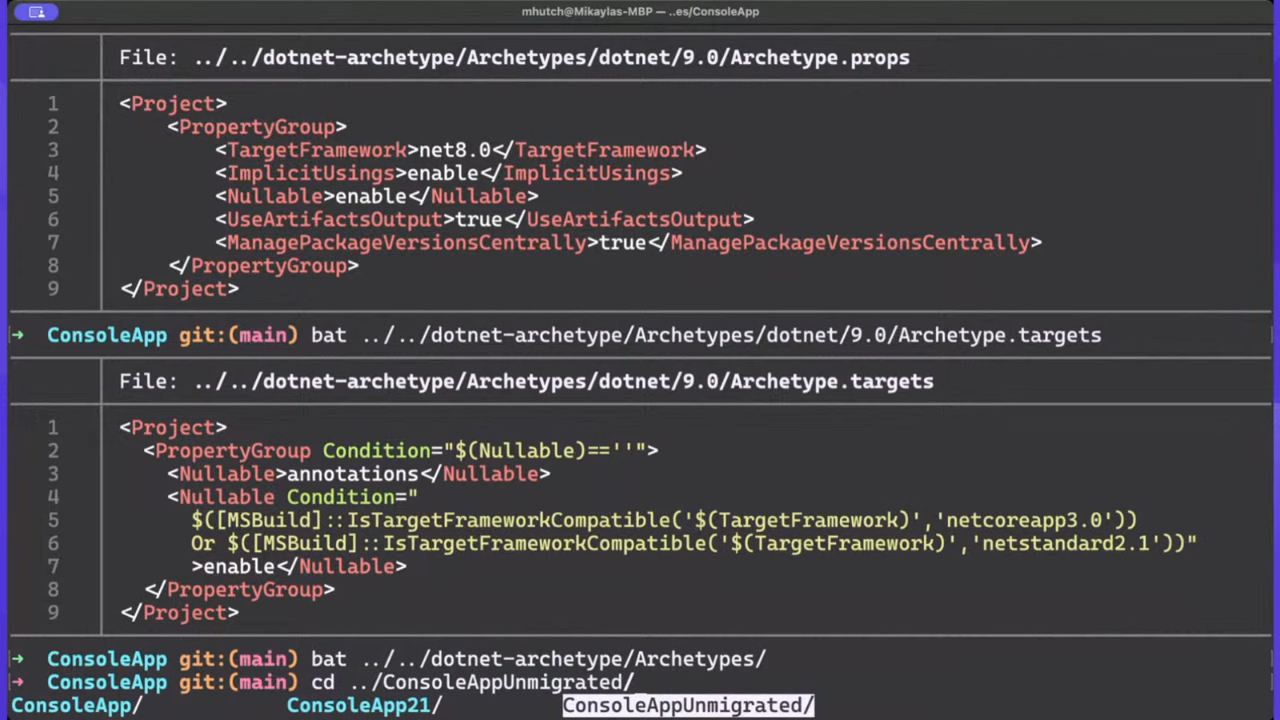 mhutch@Mikaylas-MBP — ..es/ConsoleApp
File: ../../dotnet-archetype/Archetypes/dotnet/9.0/Archetype.props
1 <Project>
2 <PropertyGroup>
3 <TargetFramework>net8.0</TargetFramework>
4 <ImplicitUsings>enable</ImplicitUsings>
5 <Nullable>enable</Nullable>
6 <UseArtifactsOutput>true</UseArtifactsOutput>
7 <ManagePackageVersionsCentrally>true</ManagePackageVersionsCentrally>
8 </PropertyGroup>
9 </Project>
➜ ConsoleApp git:(main) bat ../../dotnet-archetype/Archetypes/dotnet/9.0/Archetype.targets
File: ../../dotnet-archetype/Archetypes/dotnet/9.0/Archetype.targets
1 <Project>
2 <PropertyGroup Condition="$(Nullable)==''">
3 <Nullable>annotations</Nullable>
4 <Nullable Condition="
5 $([MSBuild]::IsTargetFrameworkCompatible('$(TargetFramework)','netcoreapp3.0'))
6 Or $([MSBuild]::IsTargetFrameworkCompatible('$(TargetFramework)','netstandard2.1'))"
7 >enable</Nullable>
8 </PropertyGroup>
9 </Project>
➜ ConsoleApp git:(main) bat ../../dotnet-archetype/Archetypes/
➜ ConsoleApp git:(main) cd ../ConsoleAppUnmigrated/
ConsoleApp/ ConsoleApp21/ ConsoleAppUnmigrated/